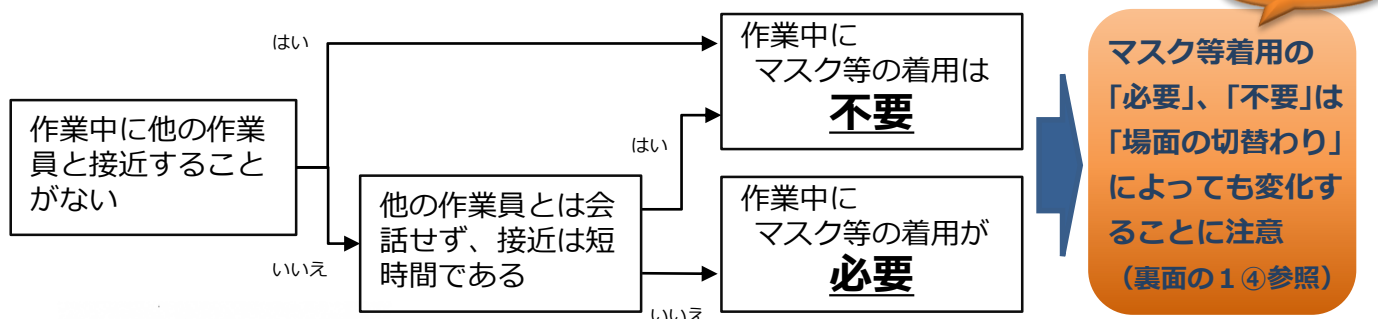 はい
作業中に他の作業
員と接近すること
がない
いいえ
他の作業員とは会
話せず、接近は短
時間である
はい
いいえ
作業中に
マスク等の着用は
不要
作業中に
マスク等の着用が
必要
マスク等着用の
「必要」、「不要」は
「場面の切替わり」
によっても変化す
ることに注意
（裏面の１④参照）